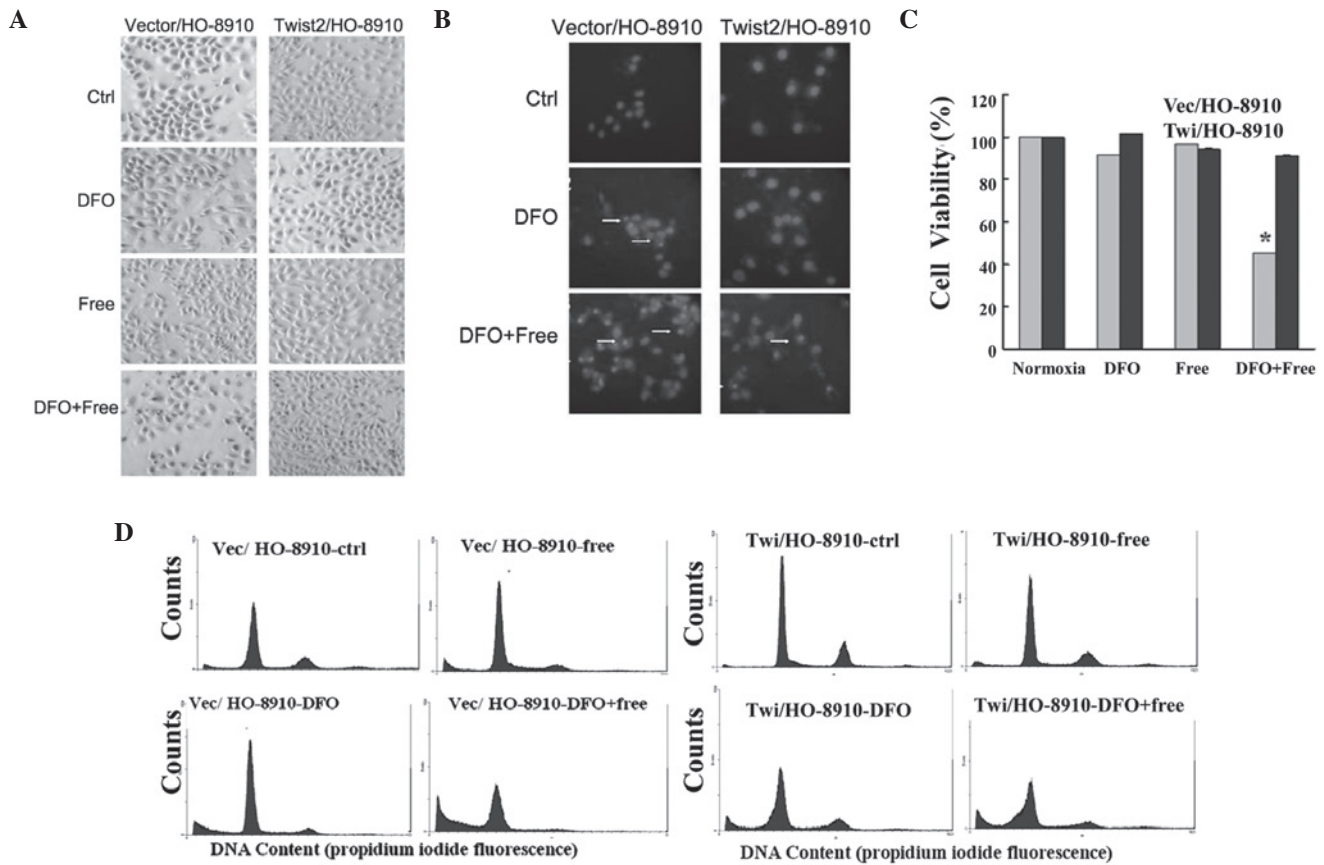 A
Vector/HO-8910 Twist2/HO-8910
Ctrl
DFO
Free
DFO+Free
B
Vector/HO-8910 Twist2/HO-8910
Ctrl
DFO
DFO+Free
C
Cell Viability (%)
120
100
80
60
40
20
0
Vec/HO-8910
Twi/HO-8910
*
Normoxia DFO Free DFO+Free
D
Counts
Vec/ HO-8910-ctrl
Vec/ HO-8910-free
Counts
Twi/HO-8910-ctrl
Twi/HO-8910-free
Counts
Vec/ HO-8910-DFO
Vec/ HO-8910-DFO+free
Counts
Twi/HO-8910-DFO
Twi/HO-8910-DFO+free
DNA Content (propidium iodide fluorescence)
DNA Content (propidium iodide fluorescence)